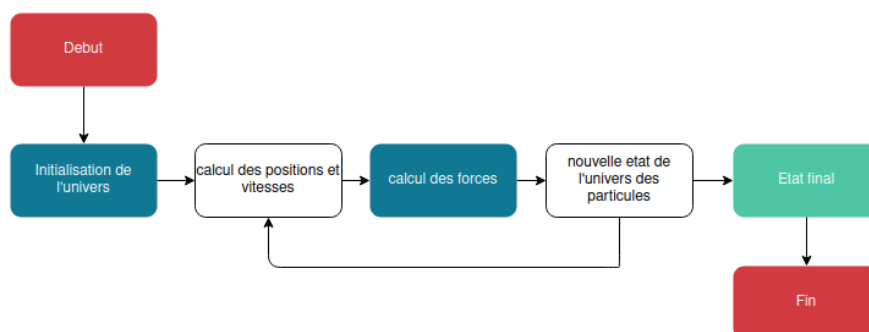 Debut
Initialisation de
l'univers
calcul des positions et
vitesses
calcul des forces
nouvelle etat de
l'univers des
particules
Etat final
Fin